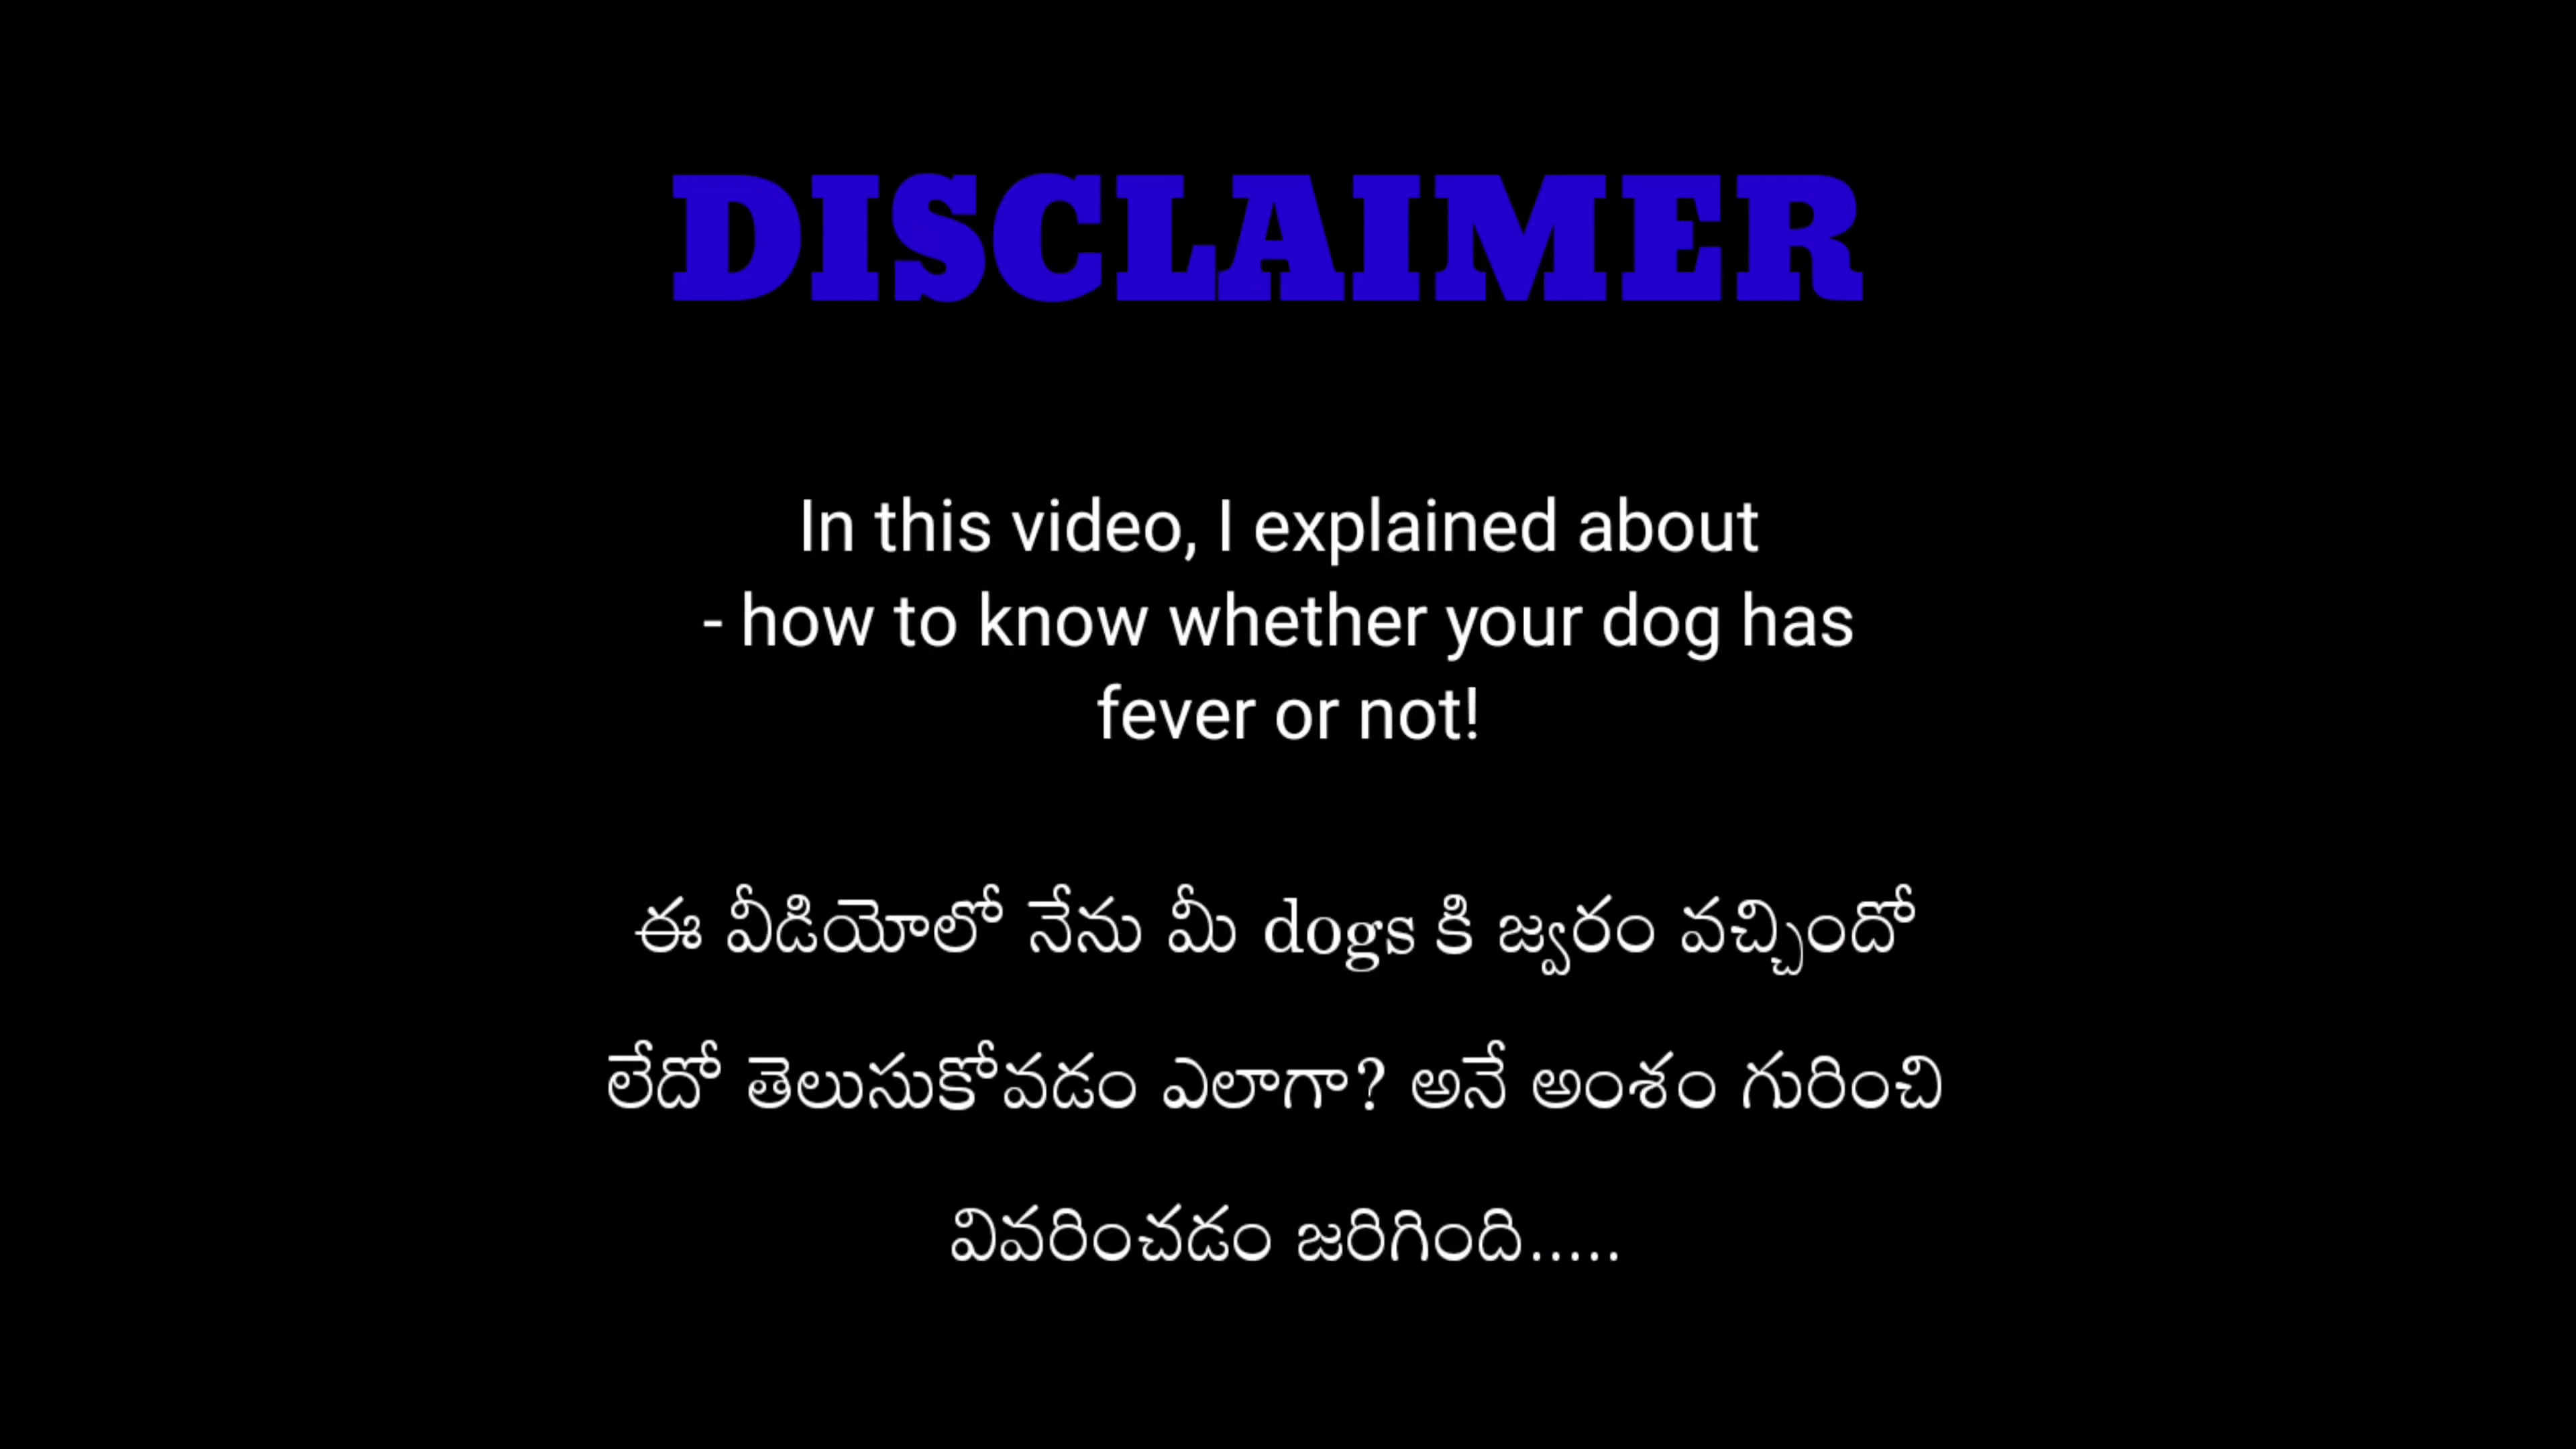 DISCLAIMER
In this video, I explained about
- how to know whether your dog has
fever or not!
ఈ వీడియోలో నేను మీ dogs కి జ్వరం వచ్చిందో
లేదో తెలుసుకోవడం ఎలాగా? అనే అంశం గురించి
వివరించడం జరిగింది.....